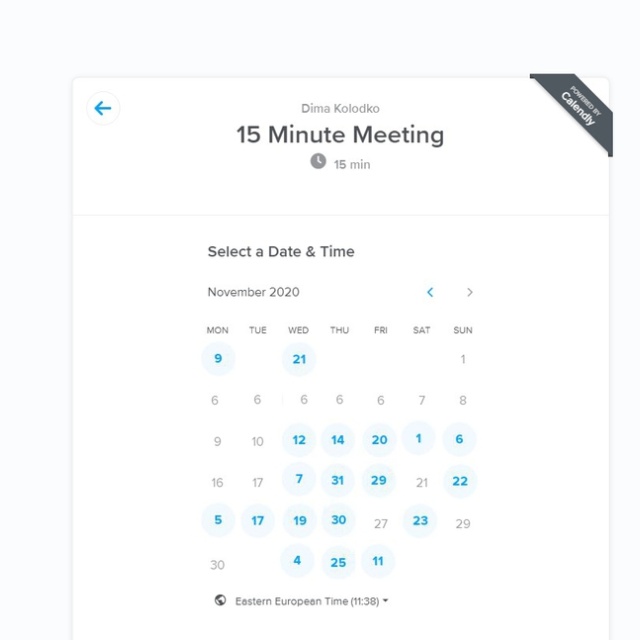 POWERED BY
Calendly
Dima Kolodko
15 Minute Meeting
15 min
Select a Date & Time
November 2020
MON TUE WED THU FRI SAT SUN
9 21 1
6 6 6 6 6 7 8
9 10 12 14 20 1 6
16 17 7 31 29 21 22
5 17 19 30 27 23 29
30 4 25 11
Eastern European Time (11:38)